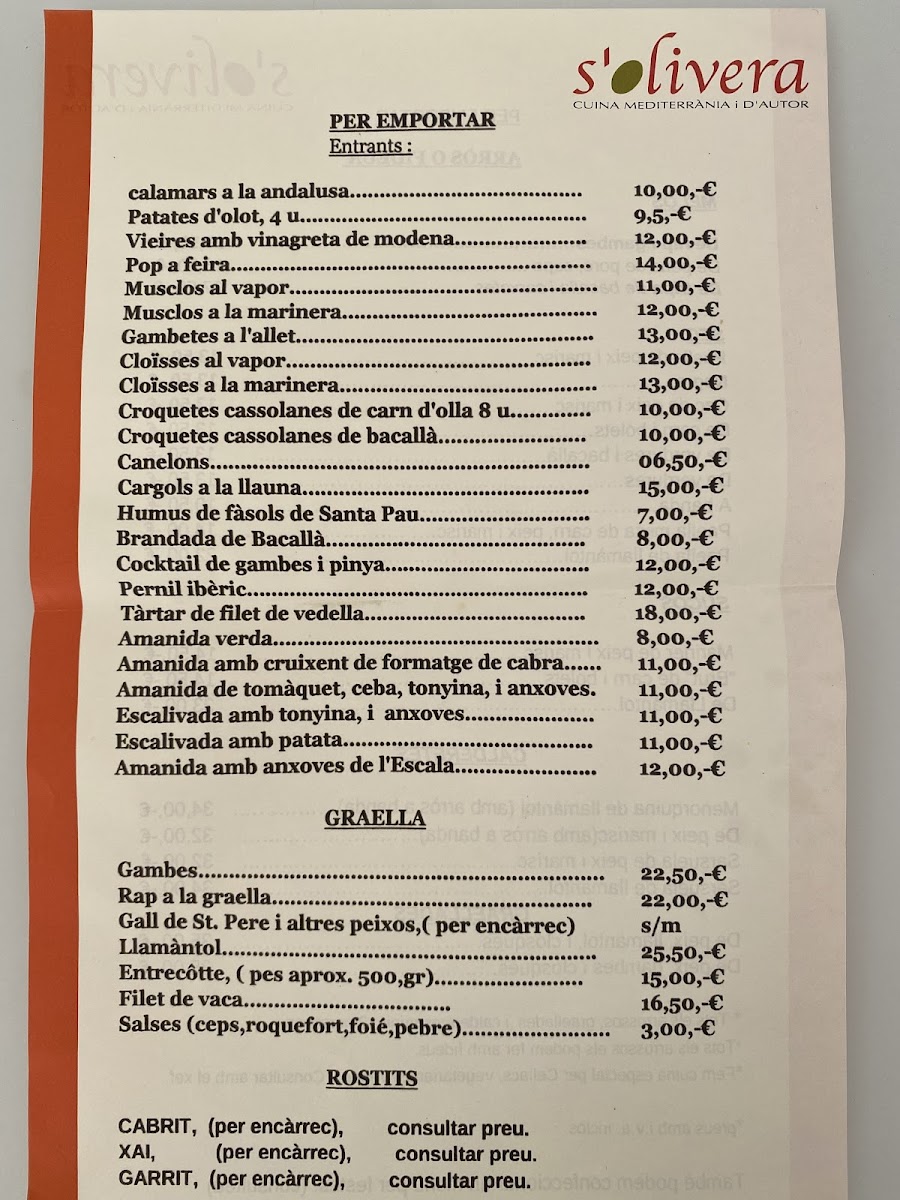 s'olivera
CUINA MEDITERRÀNIA i D'AUTOR
PER EMPORTAR
Entrants :
calamars a la andalusa........................................... 10,00,-€
Patates d'olot, 4 u..................................................... 9,5,-€
Vieires amb vinagreta de modena........................ 12,00,-€
Pop a feira.................................................................. 14,00,-€
Musclos al vapor........................................................ 11,00,-€
Musclos a la marinera............................................... 12,00,-€
Gambetes a l'allet....................................................... 13,00,-€
Cloïsses al vapor........................................................ 12,00,-€
Cloïsses a la marinera............................................... 13,00,-€
Croquetes cassolanes de carn d'olla 8 u.............. 10,00,-€
Croquetes cassolanes de bacallà........................... 10,00,-€
Canelons...................................................................... 06,50,-€
Cargols a la llauna..................................................... 15,00,-€
Humus de fàsols de Santa Pau............................... 7,00,-€
Brandada de Bacallà................................................ 8,00,-€
Cocktail de gambes i pinya..................................... 12,00,-€
Pernil ibèric................................................................ 12,00,-€
Tàrtar de filet de vedella......................................... 18,00,-€
Amanida verda........................................................... 8,00,-€
Amanida amb cruixent de formatge de cabra...... 11,00,-€
Amanida de tomàquet, ceba, tonyina, i anxoves. 11,00,-€
Escalivada amb tonyina, i anxoves....................... 11,00,-€
Escalivada amb patata.............................................. 11,00,-€
Amanida amb anxoves de l'Escala......................... 12,00,-€
GRAELLA
Gambes......................................................................... 22,50,-€
Rap a la graella.......................................................... 22,00,-€
Gall de St. Pere i altres peixos,( per encàrrec) s/m
Llamàntol.................................................................... 25,50,-€
Entrecôtte, ( pes aprox. 500,gr).......................... 15,00,-€
Filet de vaca..................................... 16,50,-€
Salses (ceps,roquefort,foié,pebre).......................... 3,00,-€
ROSTITS
CABRIT, (per encàrrec), consultar preu.
XAI, (per encàrrec), consultar preu.
GARRIT, (per encàrrec), consultar preu.